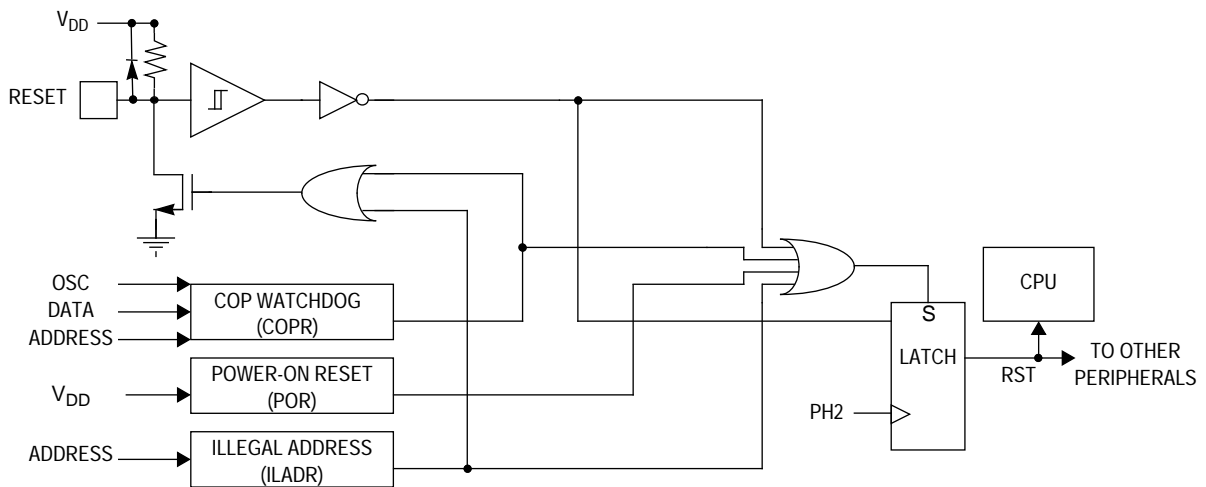 VDD
RESET
OSC
DATA
ADDRESS
COP WATCHDOG
(COPR)
VDD
POWER-ON RESET
(POR)
ADDRESS
ILLEGAL ADDRESS
(ILADR)
S
LATCH
PH2
CPU
RST
TO OTHER
PERIPHERALS